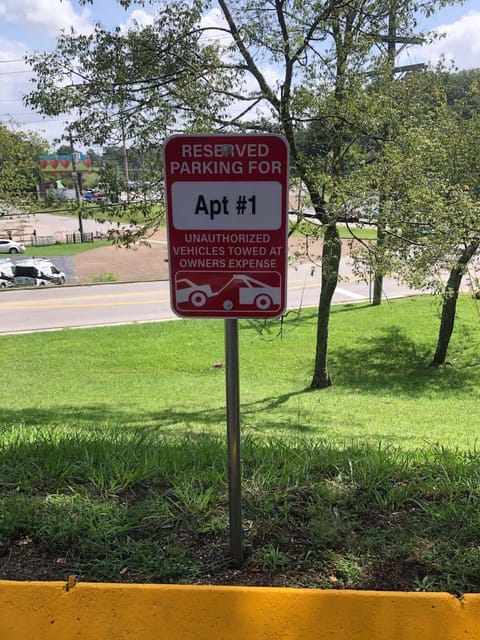 RESERVED
PARKING FOR
Apt #1
UNAUTHORIZED
VEHICLES TOWED AT
OWNERS EXPENSE